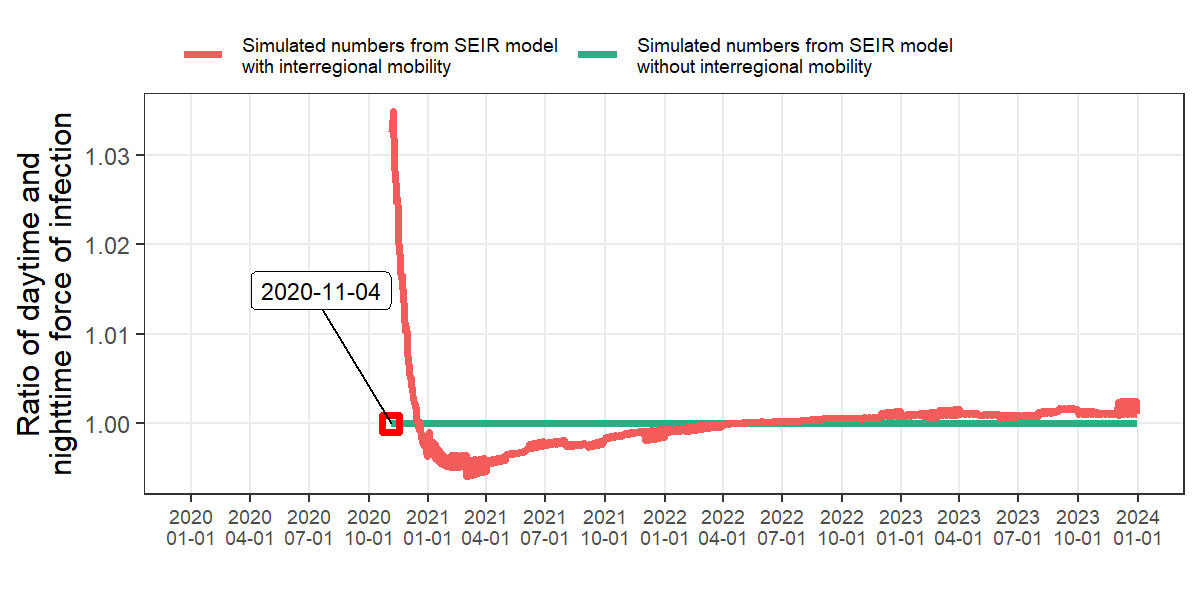 Simulated numbers from SEIR model
with interregional mobility
Simulated numbers from SEIR model
without interregional mobility
Ratio of daytime and
nighttime force of infection
1.03
1.02
1.01
1.00
2020-11-04
2020 2020 2020 2020 2021 2021 2021 2021 2022 2022 2022 2022 2023 2023 2023 2023 2024
01-01 04-01 07-01 10-01 01-01 04-01 07-01 10-01 01-01 04-01 07-01 10-01 01-01 04-01 07-01 10-01 01-01